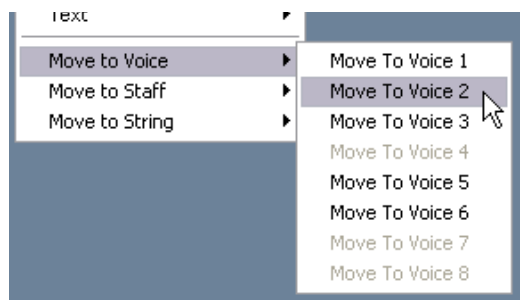 Text
Move to Voice
Move to Staff
Move to String
Move To Voice 1
Move To Voice 2
Move To Voice 3
Move To Voice 4
Move To Voice 5
Move To Voice 6
Move To Voice 7
Move To Voice 8